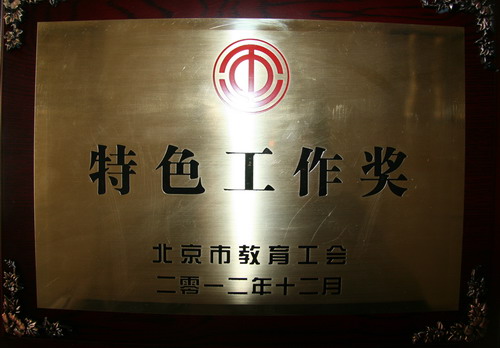 特色工作奖
北京市教育工会
二零一二年十二月